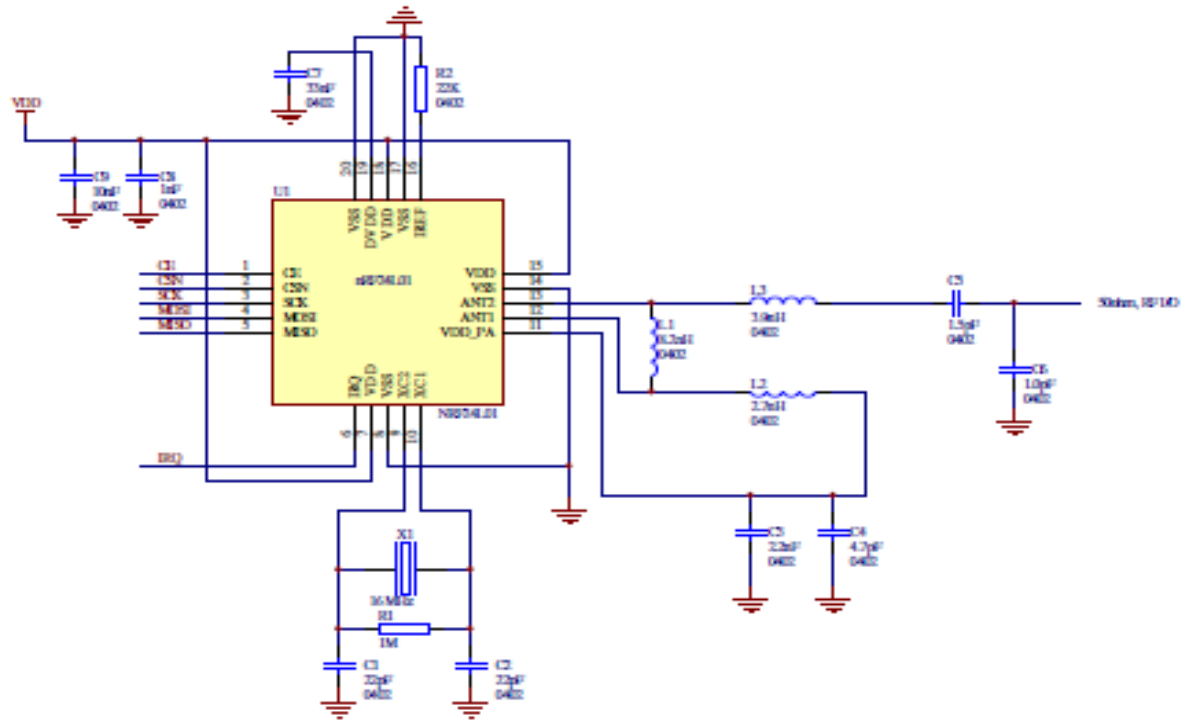 VDD
C7
33nF
0402
R2
22K
0402
C9
10nF
0402
C8
1nF
0402
U1
20
19
18
17
16
VSS
DVDD
VDD
VSS
IREF
nRF24L01
CE
CSN
SCK
MOSI
MISO
1
2
3
4
5
CE
CSN
SCK
MOSI
MISO
VDD
VSS
ANT2
ANT1
VDD_PA
15
14
13
12
11
IRQ
VDD
VSS
XC2
XC1
6
7
8
9
10
NRF24L01
IRQ
L1
8.2nH
0402
L3
3.9nH
0402
L2
2.7nH
0402
1.5pF
0402
50ohm, RF I/O
C6
1.0pF
0402
2.2nF
0402
C4
4.7pF
0402
X1
16 MHz
R1
1M
C1
22pF
0402
C2
22pF
0402